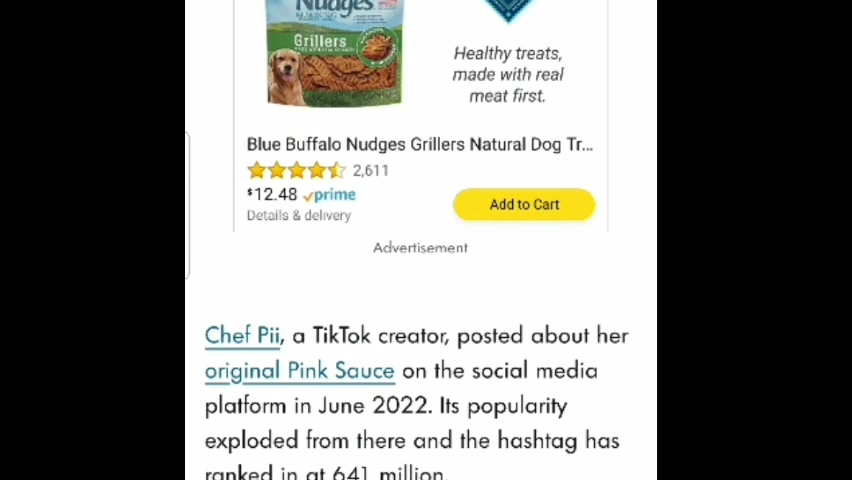 Nudges
Grillers
Healthy treats,
made with real
meat first.
Blue Buffalo Nudges Grillers Natural Dog Tr...
2,611
$12.48 prime
Details & delivery
Add to Cart
Advertisement
Chef Pii, a TikTok creator, posted about her
original Pink Sauce on the social media
platform in June 2022. Its popularity
exploded from there and the hashtag has
ranked in at 641 million